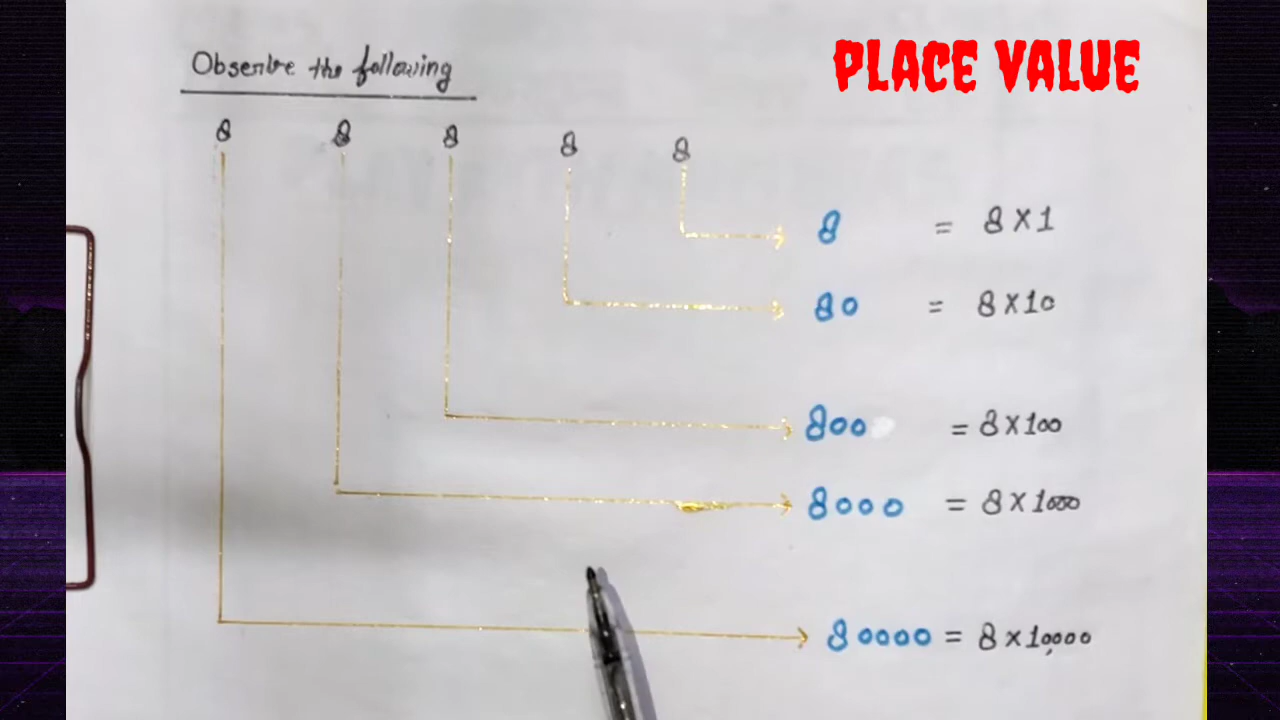 PLACE VALUE
Observe the following
8 8 8 8 8
8 = 8 X 1
80 = 8 X 10
800 = 8 X 100
8000 = 8 X 1000
80000 = 8 X 10,000